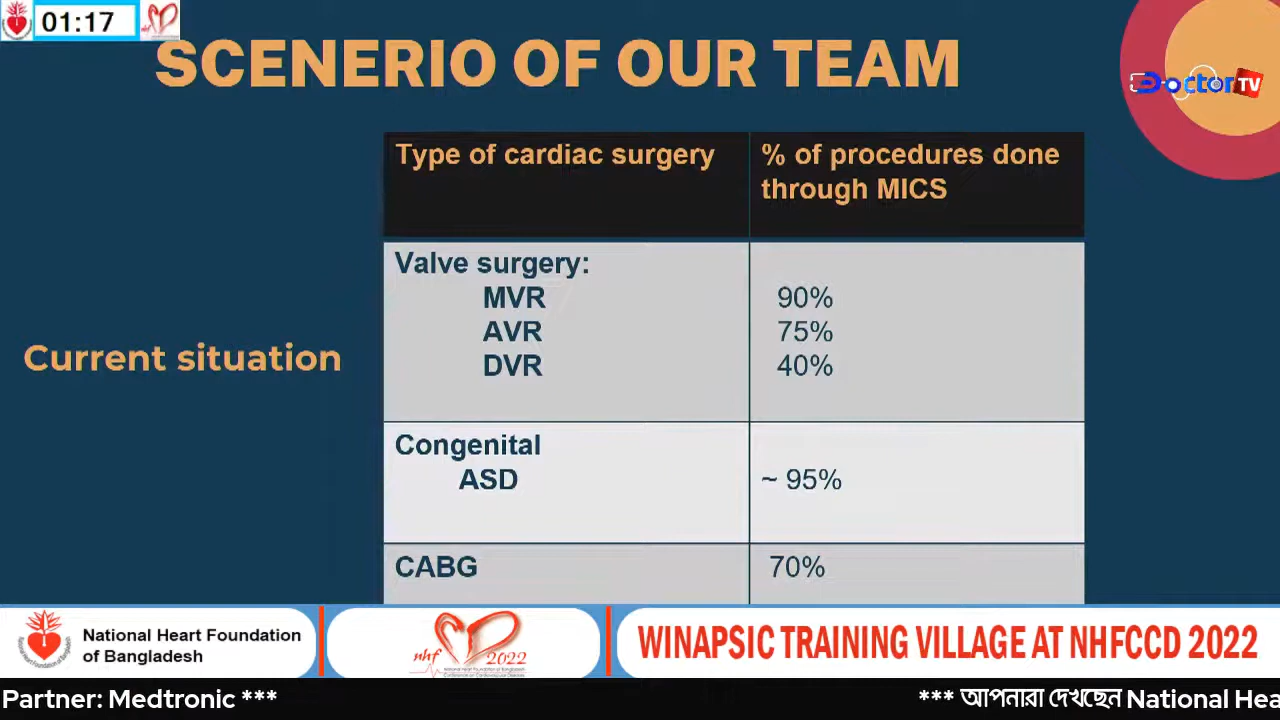 01:17
SCENERIO OF OUR TEAM
Doctor TV
Type of cardiac surgery
% of procedures done
through MICS
Valve surgery:
MVR 90%
AVR 75%
DVR 40%
Current situation
Congenital
ASD ~ 95%
CABG 70%
National Heart Foundation
of Bangladesh
nhf 2022
WINAPSIC TRAINING VILLAGE AT NHFCCD 2022
Partner: Medtronic *** *** আপনারা দেখছেন National Hea